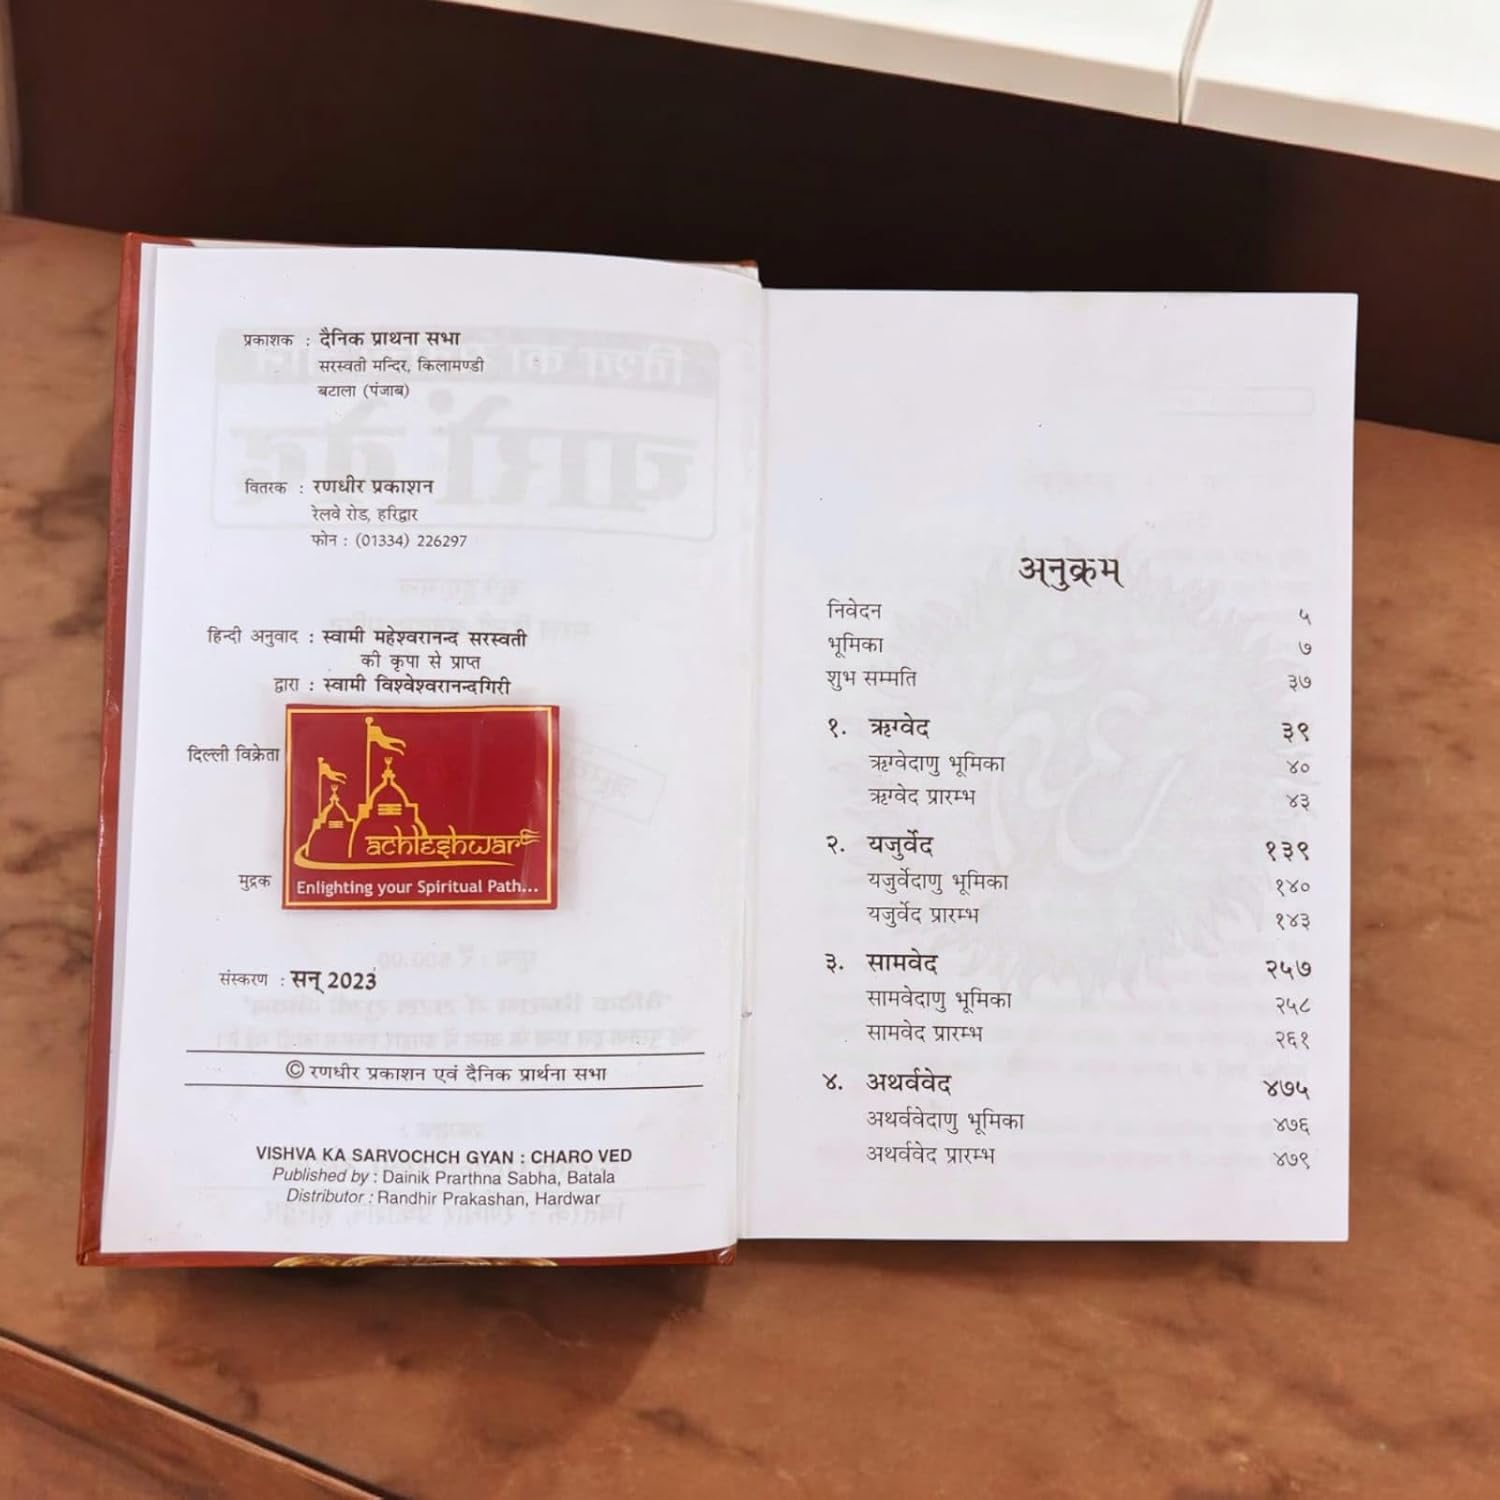 प्रकाशक : दैनिक प्राथना सभा
सरस्वती मन्दिर, किलामण्डी
बटाला (पंजाब)
वितरक : रणधीर प्रकाशन
रेलवे रोड, हरिद्वार
फोन : (01334) 226297
हिन्दी अनुवाद : स्वामी महेश्वरानन्द सरस्वती
की कृपा से प्राप्त
द्वारा : स्वामी विश्वेश्वरानन्दगिरी
दिल्ली विक्रेता
achleshwar
मुद्रक
Enlighting your Spiritual Path...
संस्करण : सन् 2023
© रणधीर प्रकाशन एवं दैनिक प्रार्थना सभा
VISHVA KA SARVOCHCH GYAN : CHARO VED
Published by : Dainik Prarthna Sabha, Batala
Distributor : Randhir Prakashan, Hardwar
अनुक्रम
निवेदन ५
भूमिका ७
शुभ सम्मति ३७
१. ऋग्वेद ३९
ऋग्वेदाणु भूमिका ४०
ऋग्वेद प्रारम्भ ४३
२. यजुर्वेद १३९
यजुर्वेदाणु भूमिका १४०
यजुर्वेद प्रारम्भ १४३
३. सामवेद २५७
सामवेदाणु भूमिका २५८
सामवेद प्रारम्भ २६१
४. अथर्ववेद ४७५
अथर्ववेदाणु भूमिका ४७६
अथर्ववेद प्रारम्भ ४७९